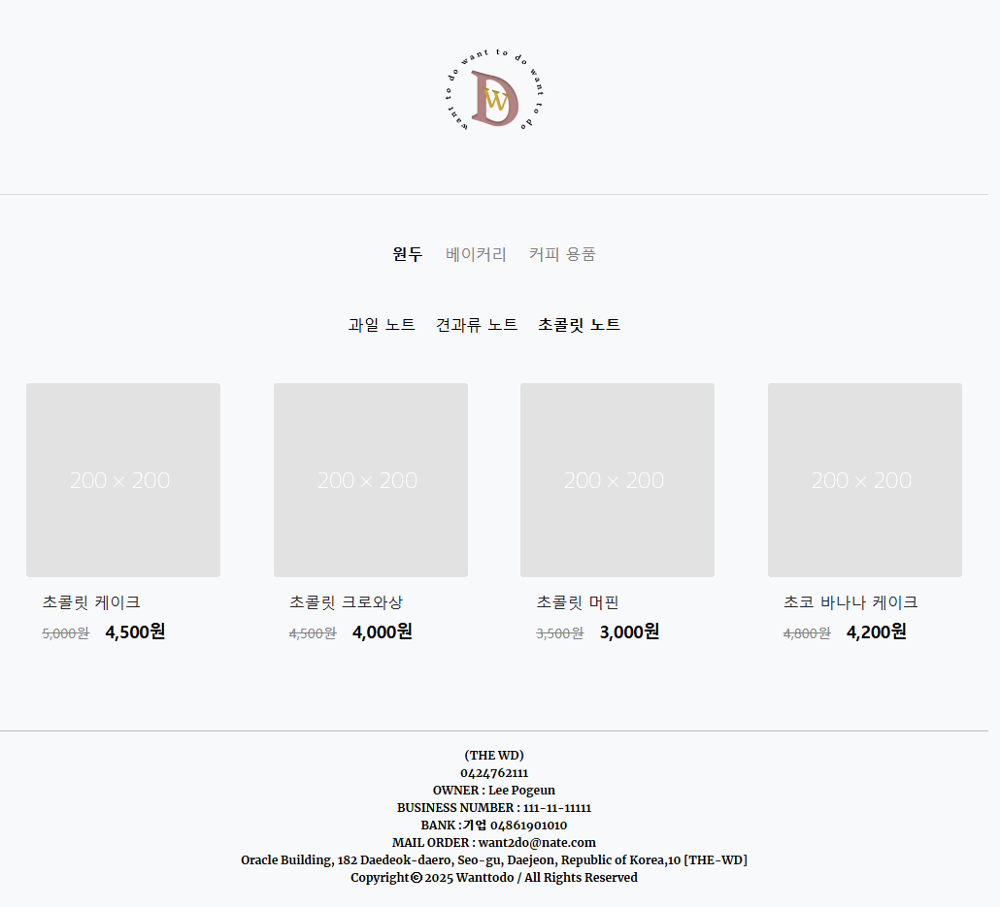 want to do want to do want to do
D
W
원두 베이커리 커피 용품
과일 노트 견과류 노트 초콜릿 노트
200 × 200 200 × 200 200 × 200 200 × 200
초콜릿 케이크 초콜릿 크로와상 초콜릿 머핀 초코 바나나 케이크
5,000원 4,500원 4,500원 4,000원 3,500원 3,000원 4,800원 4,200원
(THE WD)
0424762111
OWNER : Lee Pogeun
BUSINESS NUMBER : 111-11-11111
BANK :기업 04861901010
MAIL ORDER : want2do@nate.com
Oracle Building, 182 Daedeok-daero, Seo-gu, Daejeon, Republic of Korea,10 [THE-WD]
Copyright© 2025 Wanttodo / All Rights Reserved